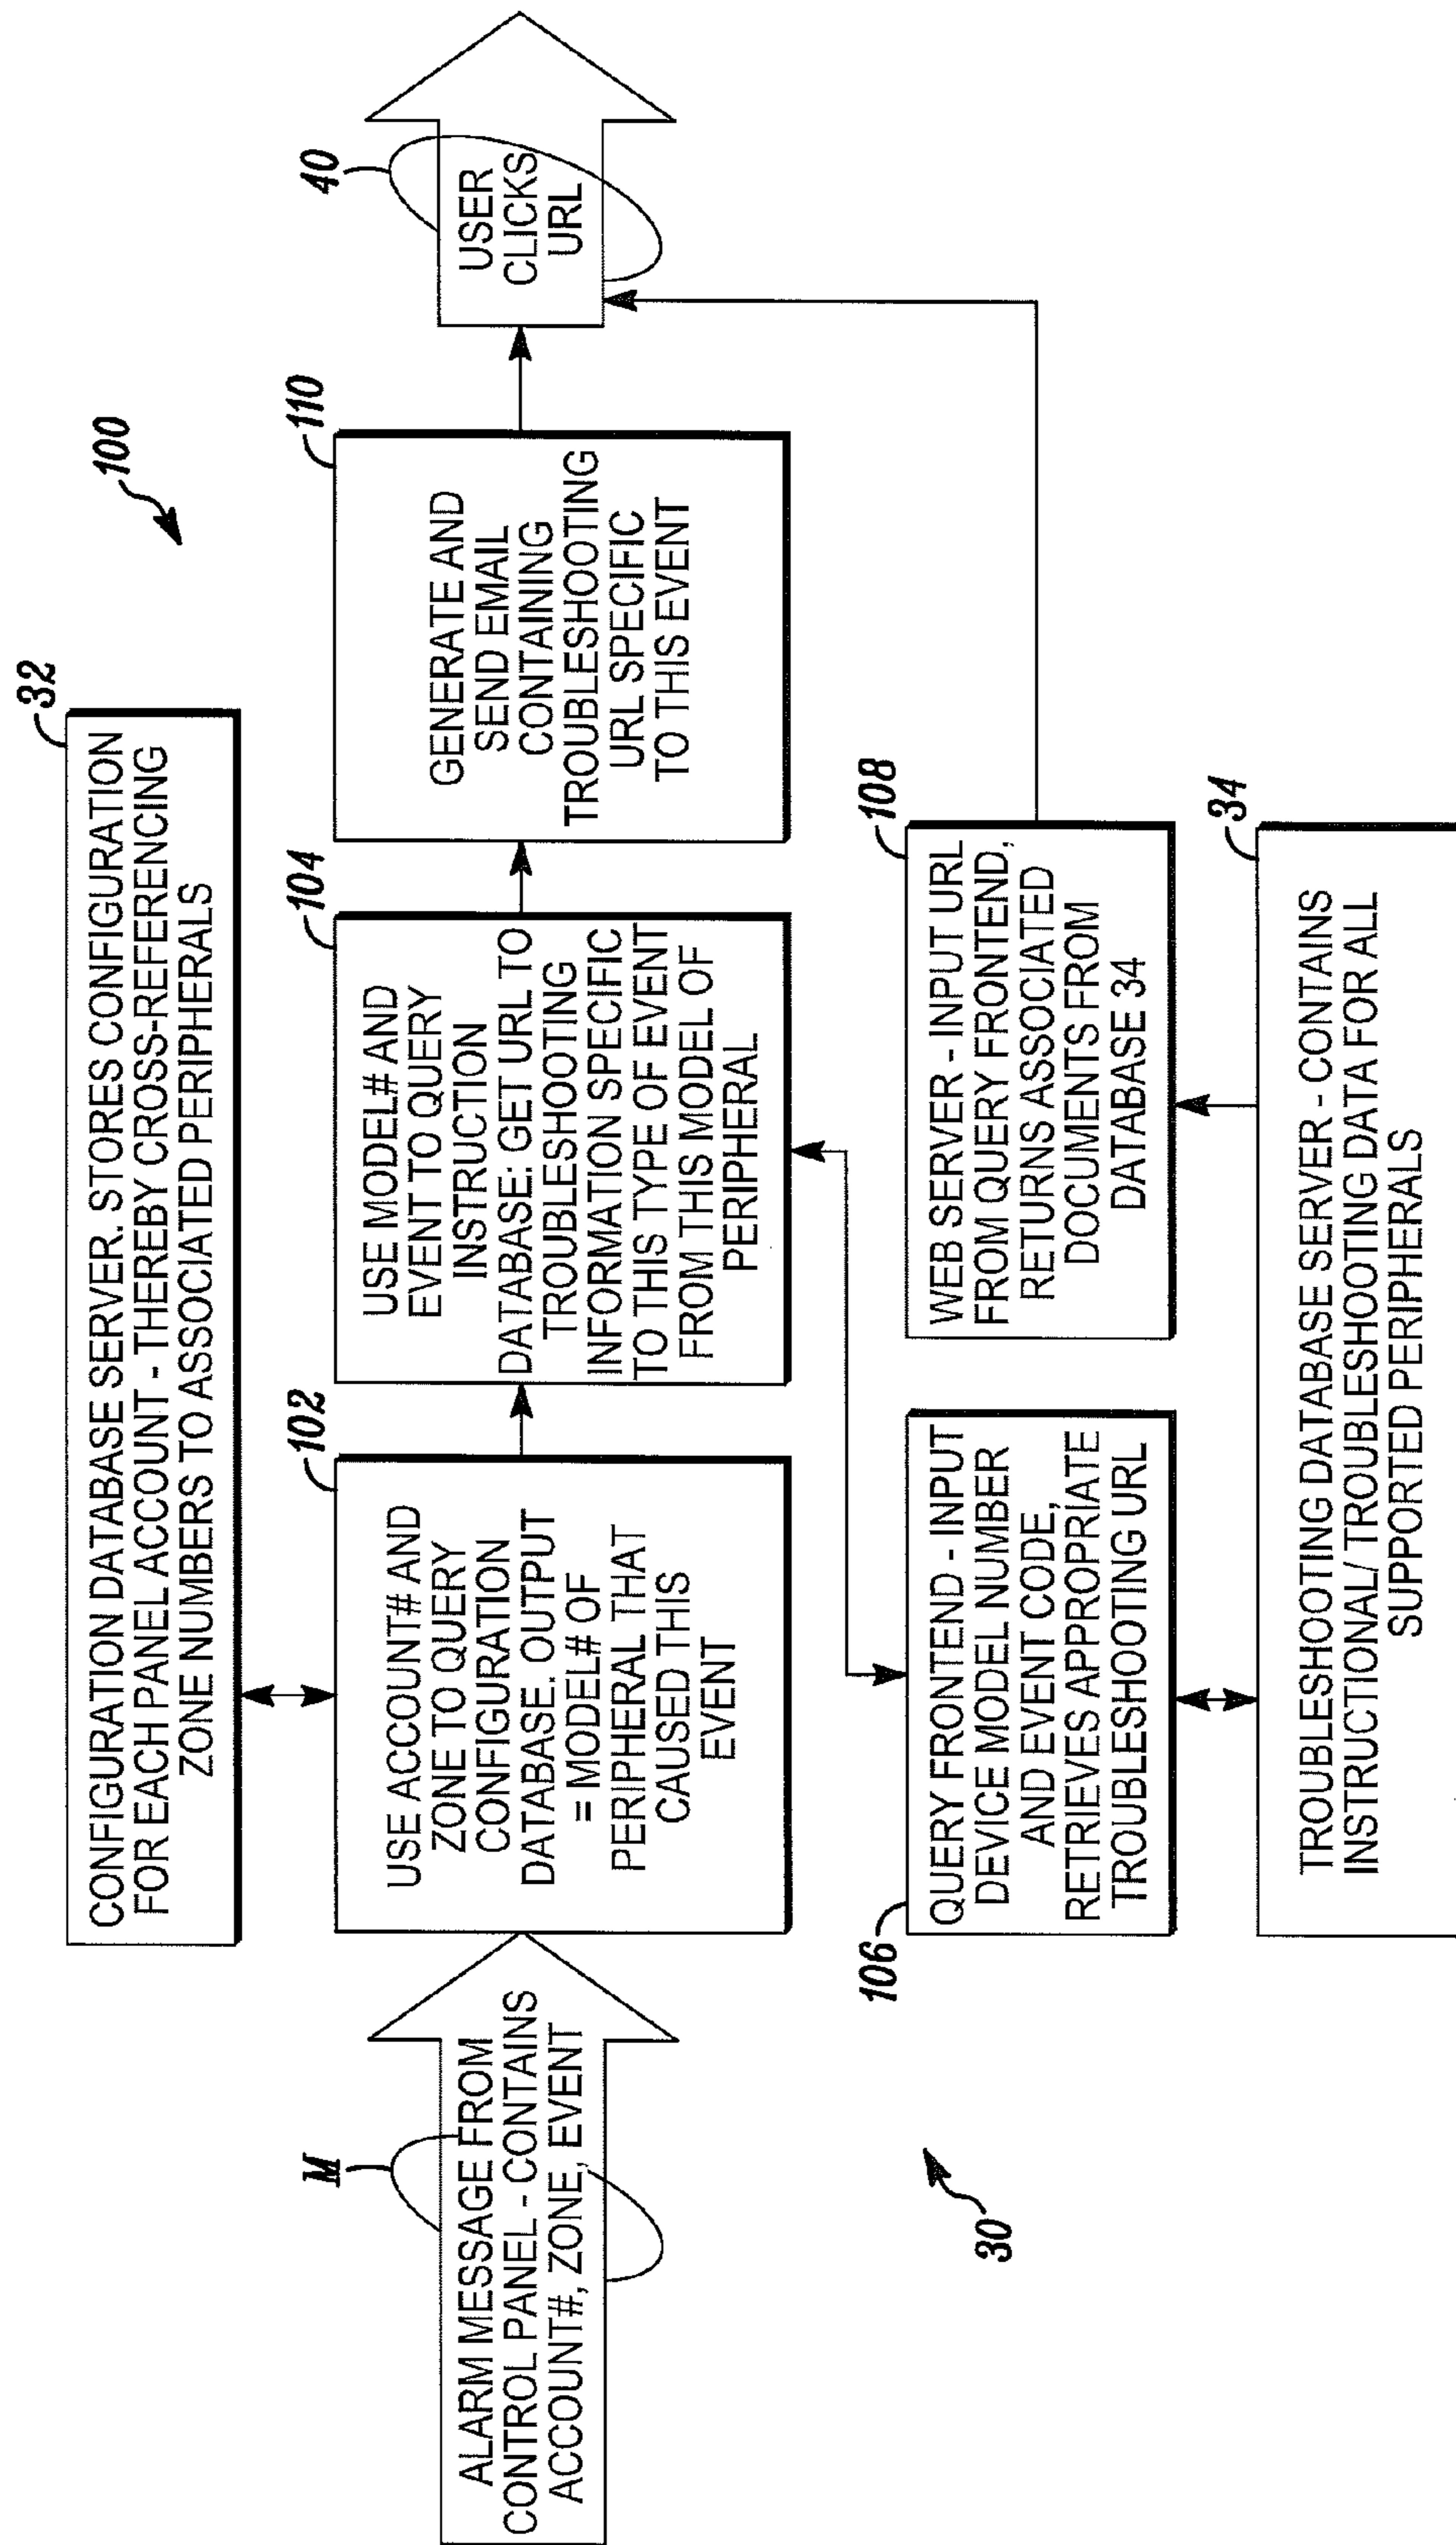 100
32
CONFIGURATION DATABASE SERVER. STORES CONFIGURATION
FOR EACH PANEL ACCOUNT - THEREBY CROSS-REFERENCING
ZONE NUMBERS TO ASSOCIATED PERIPHERALS
M
ALARM MESSAGE FROM
CONTROL PANEL - CONTAINS
ACCOUNT#, ZONE, EVENT
102
USE ACCOUNT# AND
ZONE TO QUERY
CONFIGURATION
DATABASE. OUTPUT
= MODEL# OF
PERIPHERAL THAT
CAUSED THIS
EVENT
104
USE MODEL# AND
EVENT TO QUERY
INSTRUCTION
DATABASE: GET URL TO
TROUBLESHOOTING
INFORMATION SPECIFIC
TO THIS TYPE OF EVENT
FROM THIS MODEL OF
PERIPHERAL
110
GENERATE AND
SEND EMAIL
CONTAINING
TROUBLESHOOTING
URL SPECIFIC
TO THIS EVENT
40
USER
CLICKS
URL
30
106
QUERY FRONTEND - INPUT
DEVICE MODEL NUMBER
AND EVENT CODE,
RETRIEVES APPROPRIATE
TROUBLESHOOTING URL
108
WEB SERVER - INPUT URL
FROM QUERY FRONTEND,
RETURNS ASSOCIATED
DOCUMENTS FROM
DATABASE 34
34
TROUBLESHOOTING DATABASE SERVER - CONTAINS
INSTRUCTIONAL/ TROUBLESHOOTING DATA FOR ALL
SUPPORTED PERIPHERALS